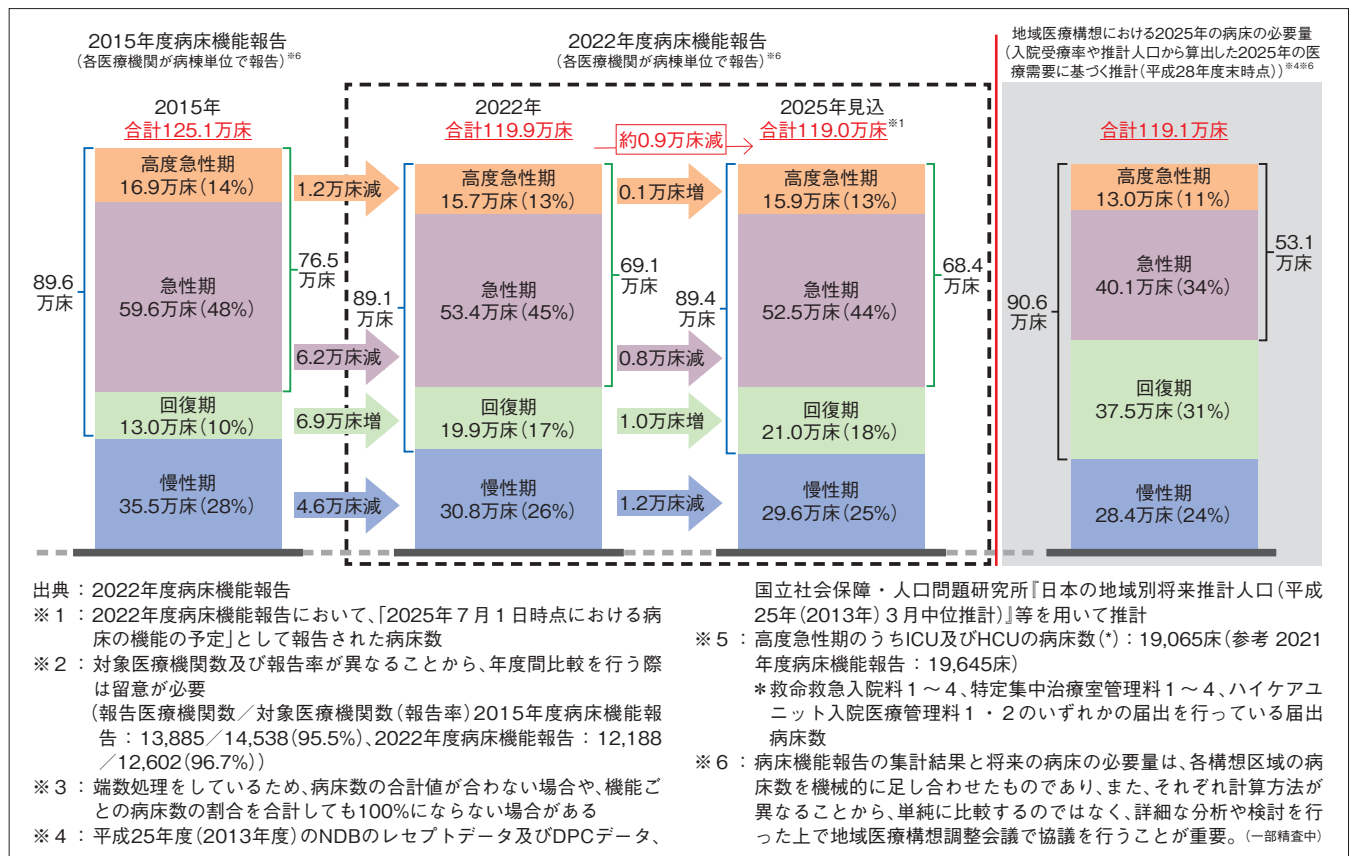 2015年度病床機能報告
(各医療機関が病棟単位で報告)※6
2022年度病床機能報告
(各医療機関が病棟単位で報告)※6
地域医療構想における2025年の病床の必要量
(入院受療率や推計人口から算出した2025年の医
療需要に基づく推計(平成28年度末時点))※4※6
2015年
合計125.1万床
2022年
合計119.9万床
約0.9万床減
2025年見込
合計119.0万床※1
合計119.1万床
高度急性期
16.9万床(14%)
急性期
59.6万床(48%)
回復期
13.0万床(10%)
慢性期
35.5万床(28%)
89.6
万床
76.5
万床
1.2万床減
6.2万床減
6.9万床増
4.6万床減
89.1
万床
高度急性期
15.7万床(13%)
急性期
53.4万床(45%)
回復期
19.9万床(17%)
慢性期
30.8万床(26%)
69.1
万床
0.1万床増
0.8万床減
1.0万床増
1.2万床減
89.4
万床
高度急性期
15.9万床(13%)
急性期
52.5万床(44%)
回復期
21.0万床(18%)
慢性期
29.6万床(25%)
68.4
万床
90.6
万床
高度急性期
13.0万床(11%)
急性期
40.1万床(34%)
回復期
37.5万床(31%)
慢性期
28.4万床(24%)
53.1
万床
出典:2022年度病床機能報告
※1:2022年度病床機能報告において、「2025年7月1日時点における病
床の機能の予定」として報告された病床数
※2:対象医療機関数及び報告率が異なることから、年度間比較を行う際
は留意が必要
(報告医療機関数/対象医療機関数(報告率)2015年度病床機能報
告:13,885/14,538(95.5%)、2022年度病床機能報告:12,188
/12,602(96.7%))
※3:端数処理をしているため、病床数の合計値が合わない場合や、機能ご
との病床数の割合を合計しても100%にならない場合がある
※4:平成25年度(2013年度)のNDBのレセプトデータ及びDPCデータ、
国立社会保障・人口問題研究所『日本の地域別将来推計人口(平成
25年(2013年)3月中位推計)』等を用いて推計
※5:高度急性期のうちICU及びHCUの病床数(*):19,065床(参考 2021
年度病床機能報告:19,645床)
*救命救急入院料1~4、特定集中治療室管理料1~4、ハイケアユ
ニット入院医療管理料1・2のいずれかの届出を行っている届出
病床数
※6:病床機能報告の集計結果と将来の病床の必要量は、各構想区域の病
床数を機械的に足し合わせたものであり、また、それぞれ計算方法が
異なることから、単純に比較するのではなく、詳細な分析や検討を行
った上で地域医療構想調整会議で協議を行うことが重要。(一部精査中)